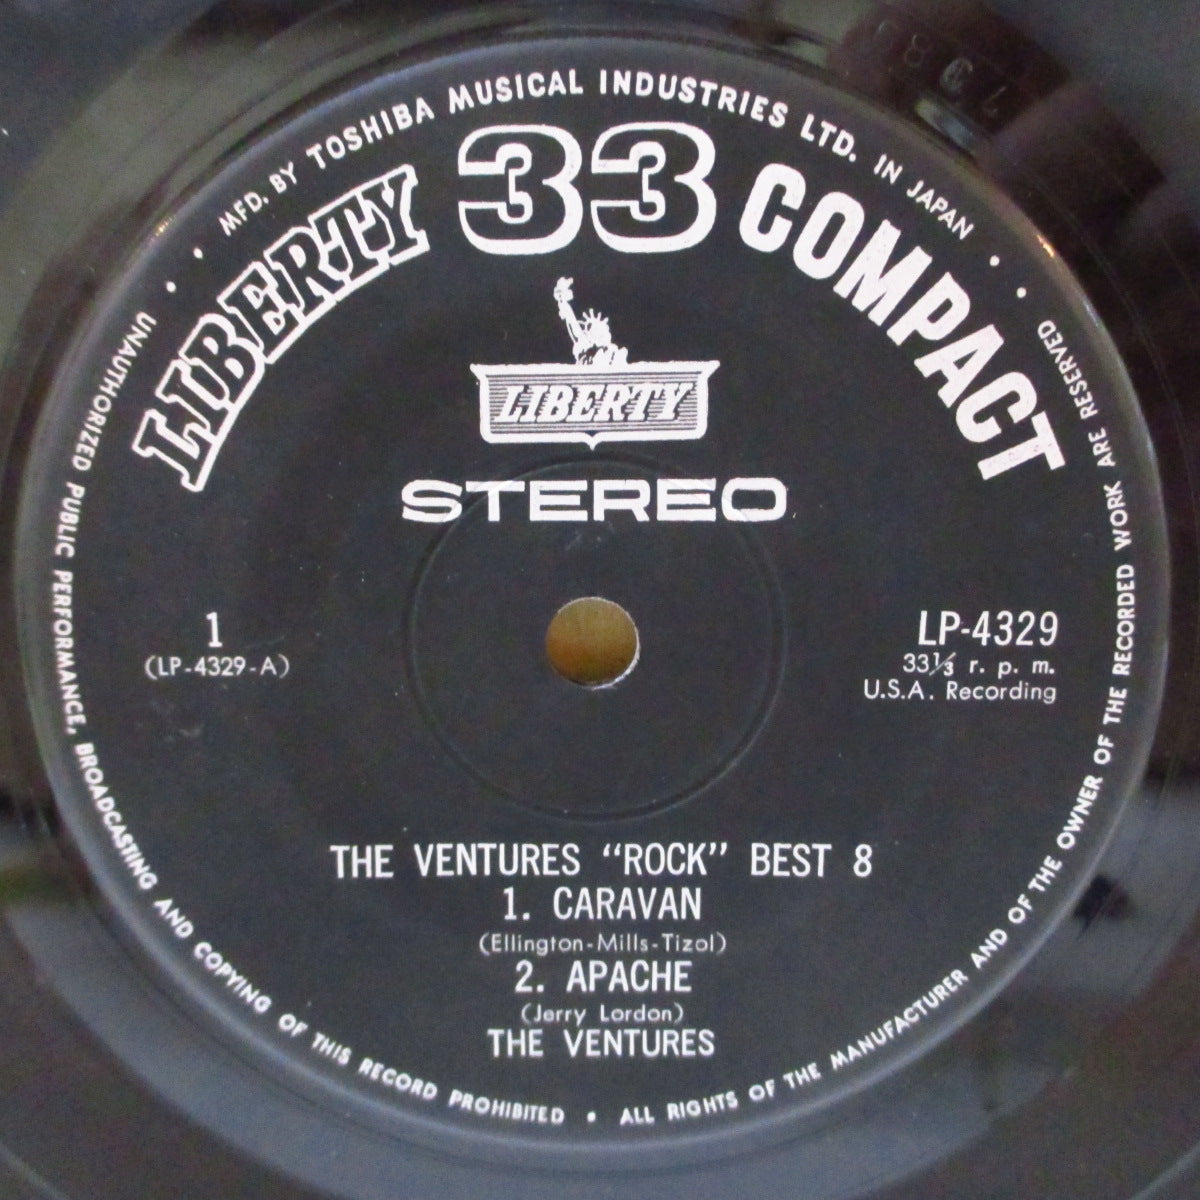 MFD. BY TOSHIBA MUSICAL INDUSTRIES LTD. IN JAPAN
LIBERTY 33 COMPACT
LIBERTY
STEREO
1
(LP-4329-A)
LP-4329
33⅓ r. p. m.
U.S.A. Recording
THE VENTURES “ROCK” BEST 8
1. CARAVAN
(Ellington-Mills-Tizol)
2. APACHE
(Jerry Lordon)
THE VENTURES
UNAUTHORIZED PUBLIC PERFORMANCE, BROADCASTING AND COPYING OF THIS RECORD PROHIBITED • ALL RIGHTS OF THE MANUFACTURER AND OF THE OWNER OF THE RECORDED WORK ARE RESERVED